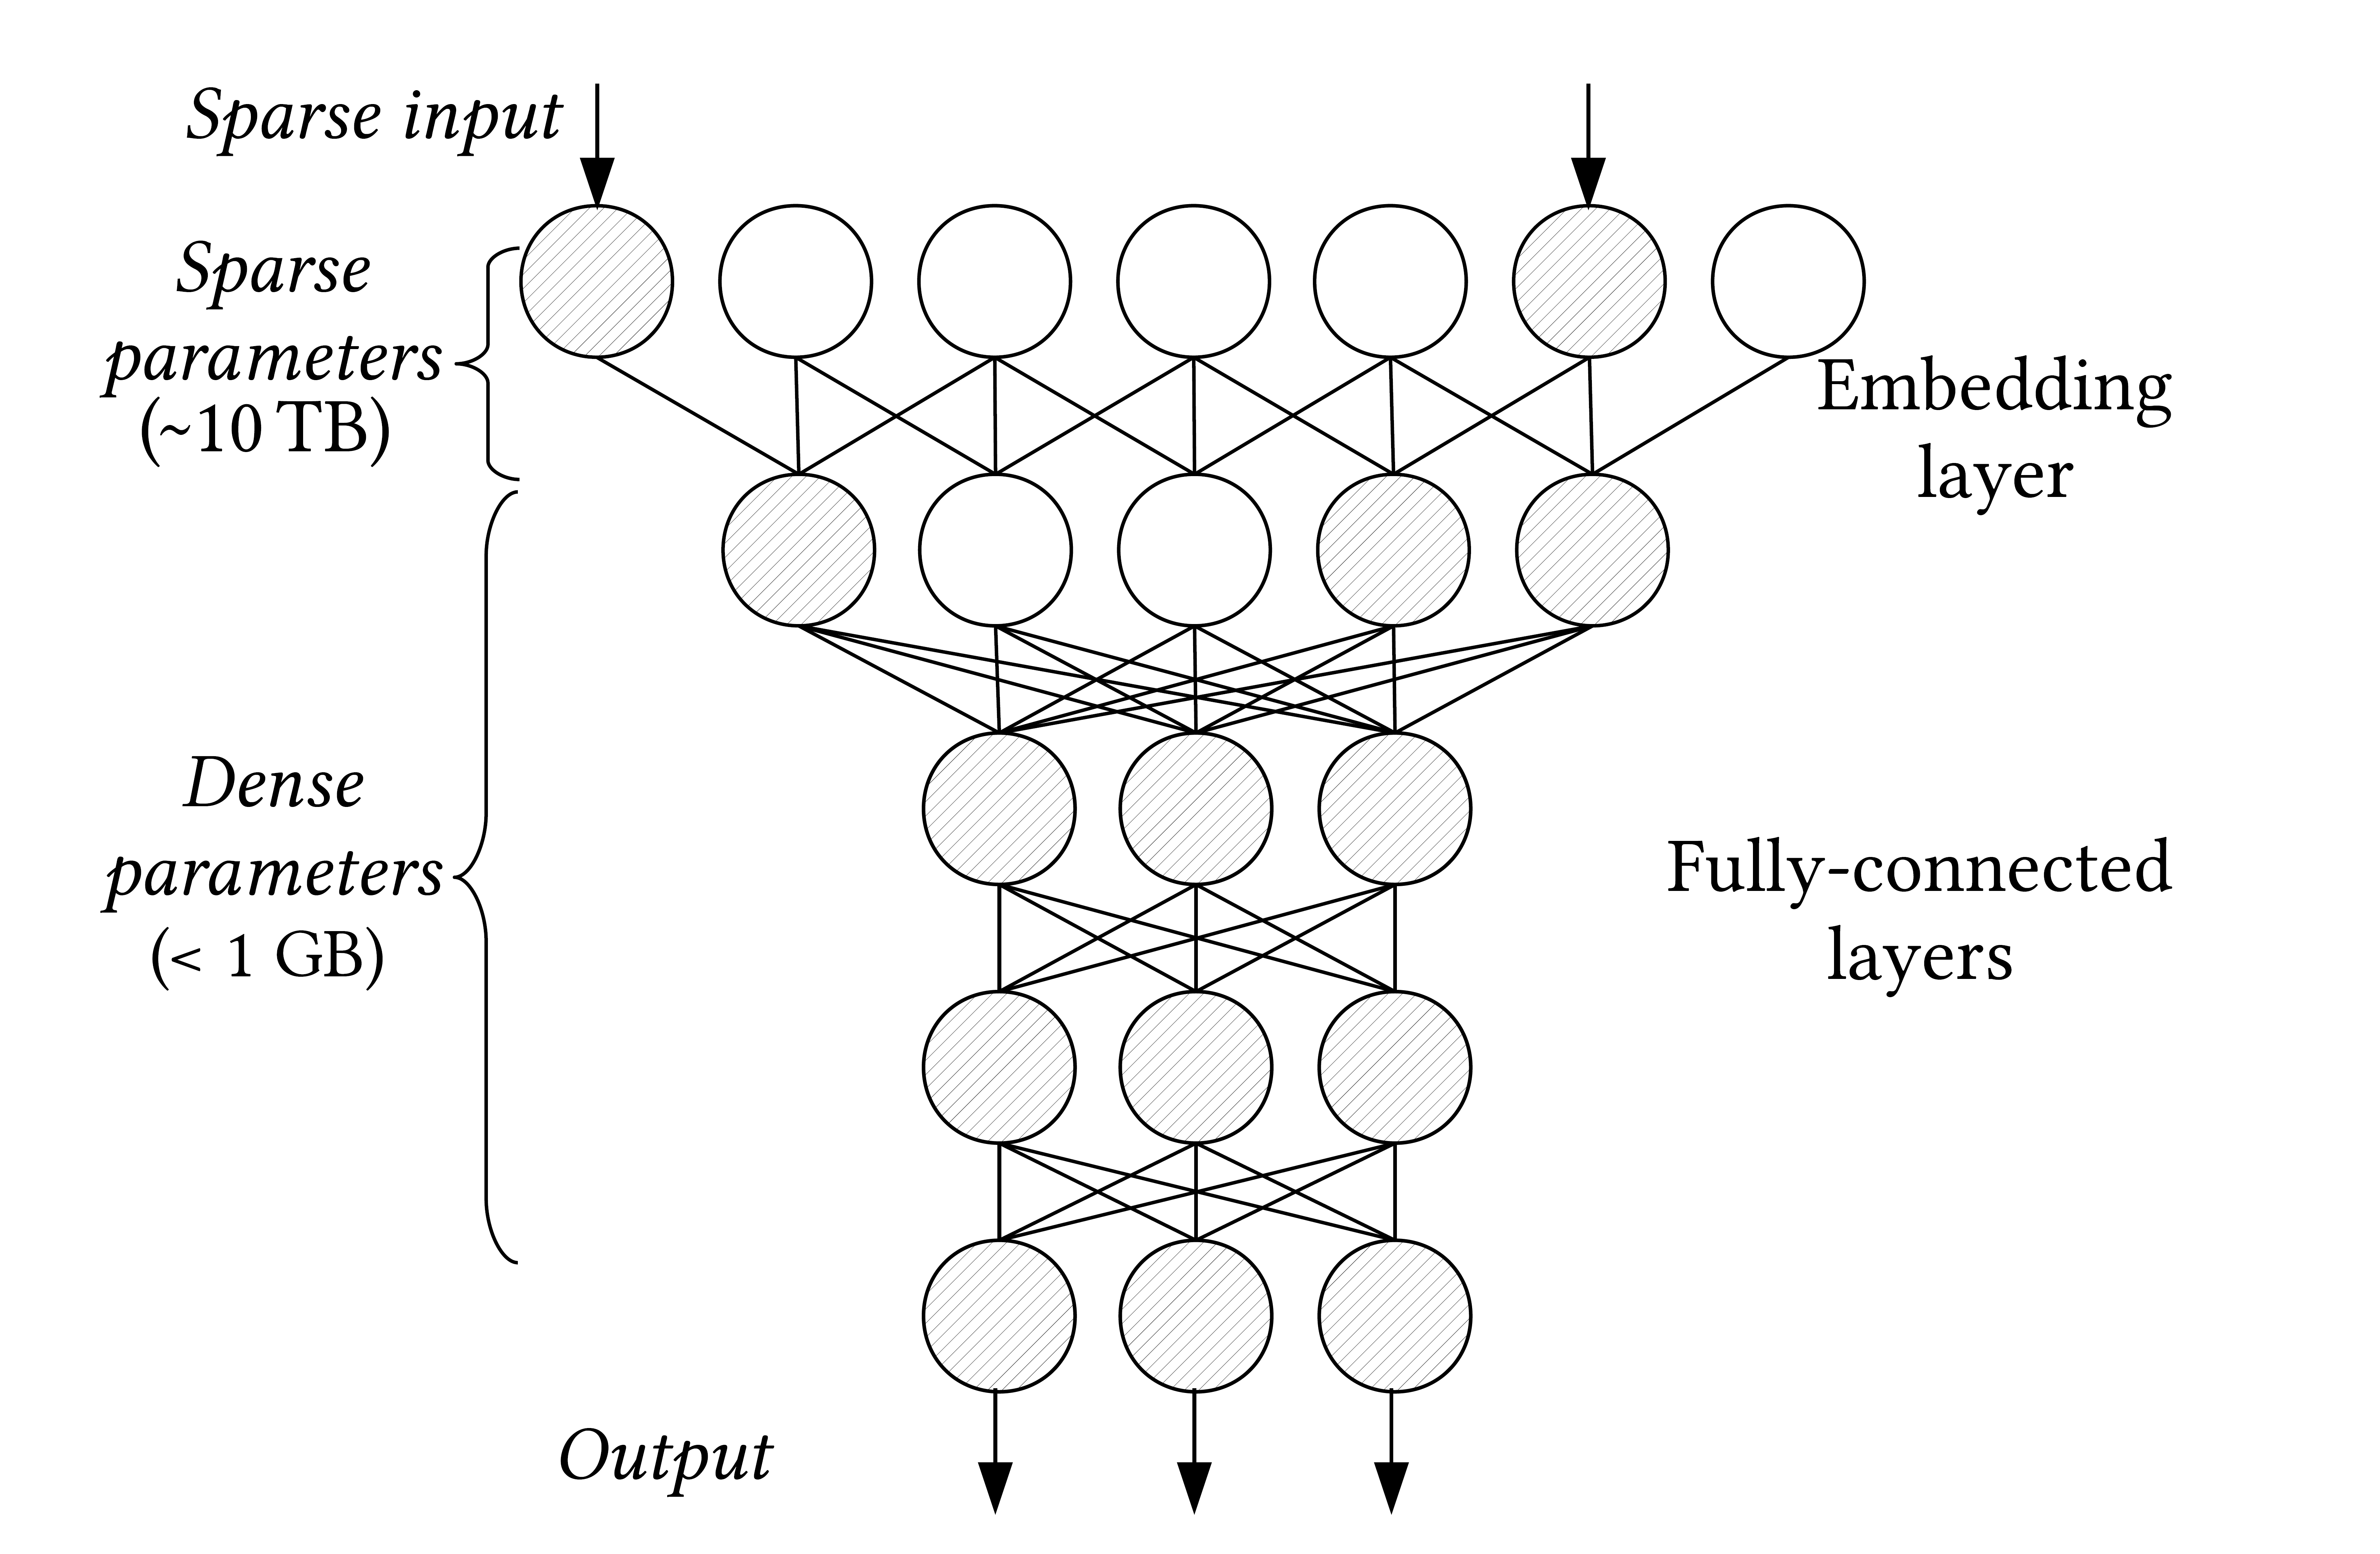 Sparse input
Sparse
parameters
(~10 TB)
Embedding
layer
Dense
parameters
(< 1 GB)
Fully-connected
layers
Output